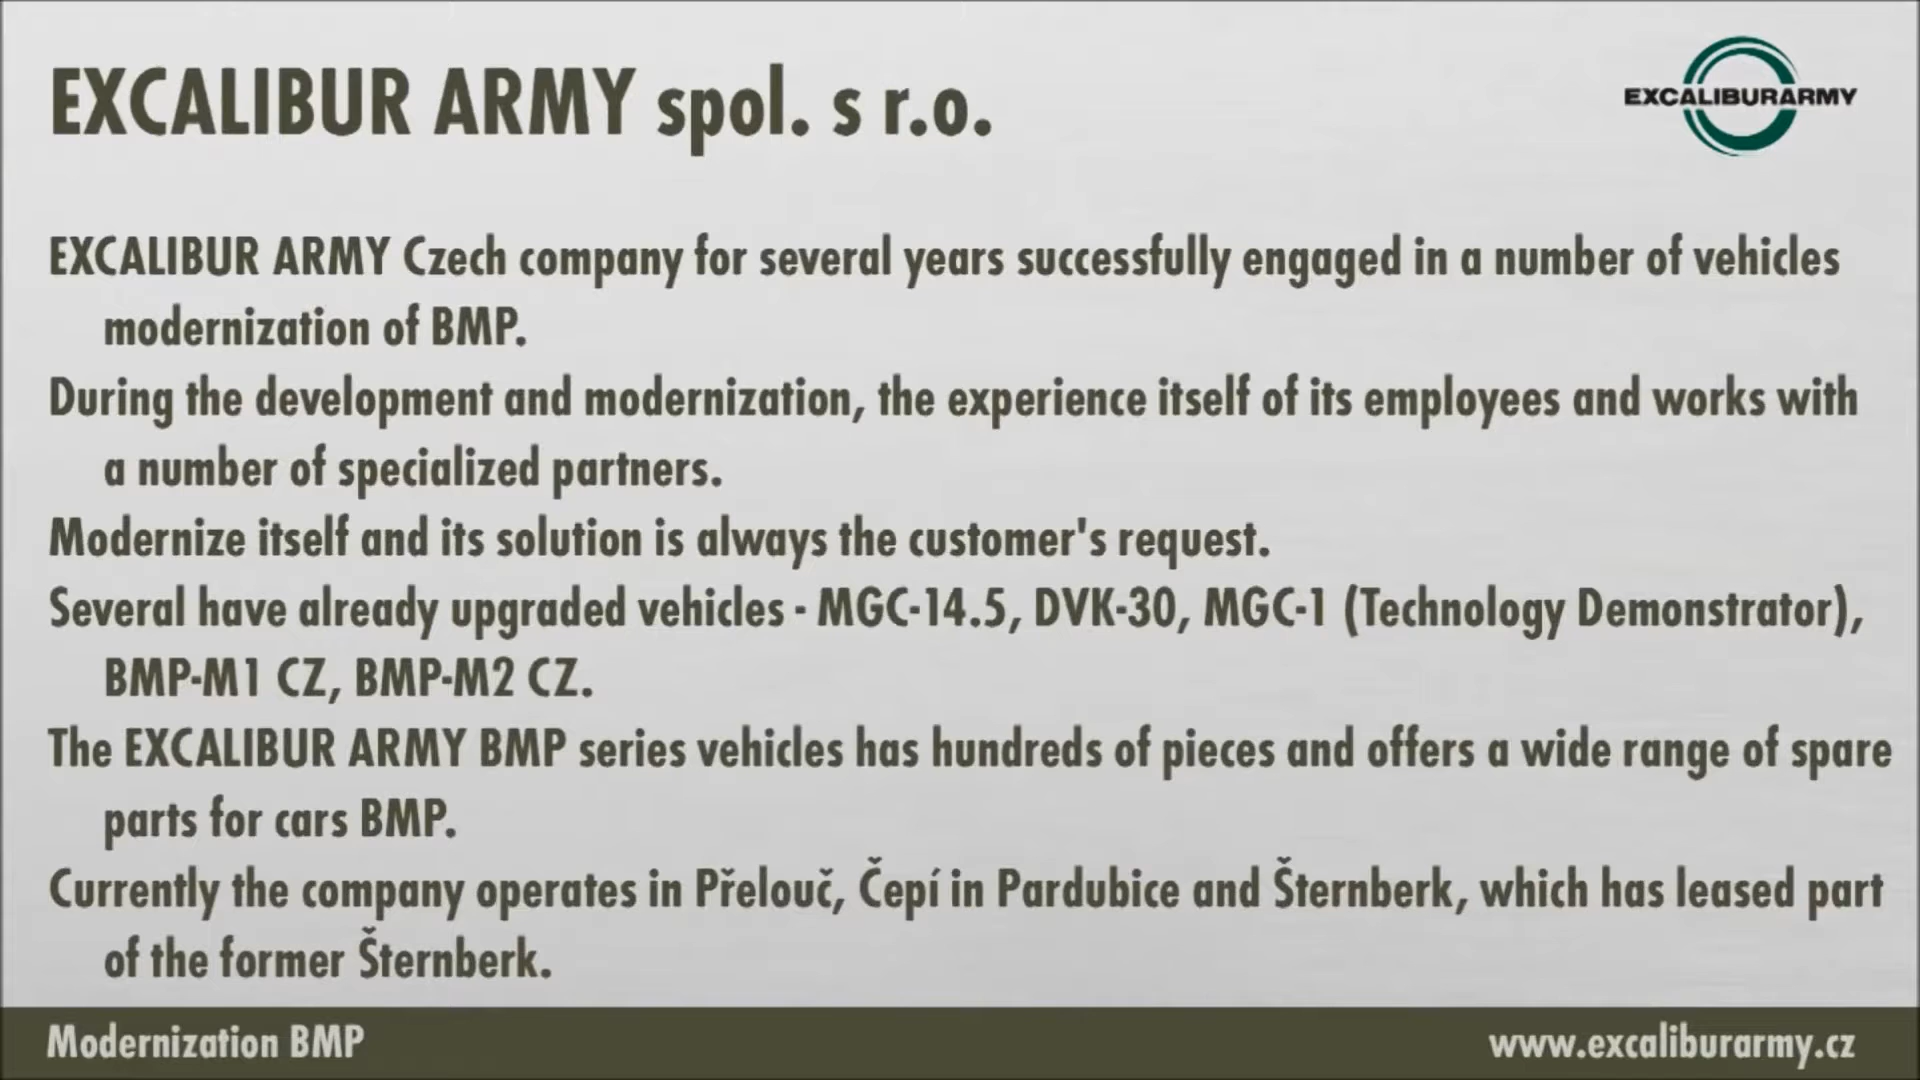 EXCALIBUR ARMY spol. s r.o.
EXCALIBURARMY
EXCALIBUR ARMY Czech company for several years successfully engaged in a number of vehicles
modernization of BMP.
During the development and modernization, the experience itself of its employees and works with
a number of specialized partners.
Modernize itself and its solution is always the customer's request.
Several have already upgraded vehicles - MGC-14.5, DVK-30, MGC-1 (Technology Demonstrator),
BMP-M1 CZ, BMP-M2 CZ.
The EXCALIBUR ARMY BMP series vehicles has hundreds of pieces and offers a wide range of spare
parts for cars BMP.
Currently the company operates in Přelouč, Čepí in Pardubice and Šternberk, which has leased part
of the former Šternberk.
Modernization BMP
www.excaliburarmy.cz